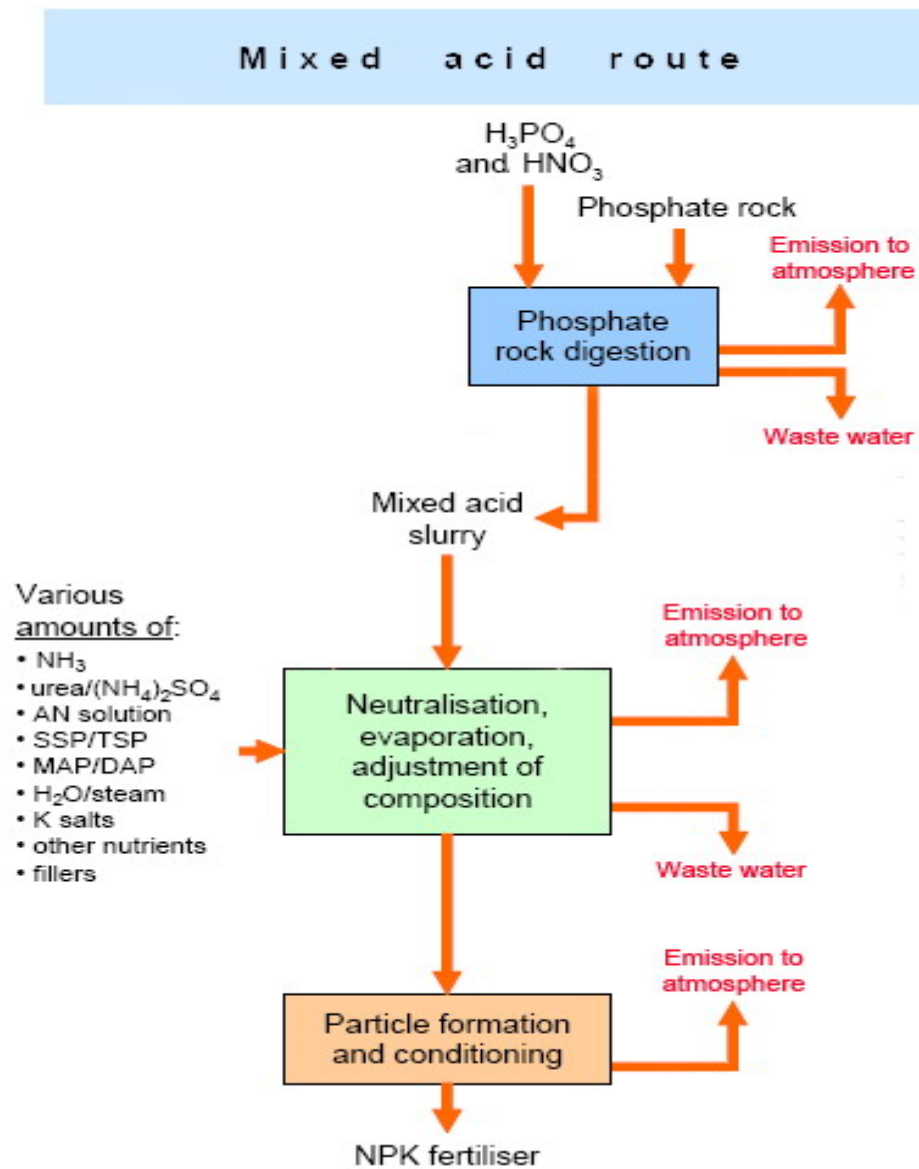 Mixed acid route
H₃PO₄
and HNO₃
Phosphate rock
Emission to
atmosphere
Phosphate
rock digestion
Waste water
Mixed acid
slurry
Various
amounts of:
• NH₃
• urea/(NH₄)₂SO₄
• AN solution
• SSP/TSP
• MAP/DAP
• H₂O/steam
• K salts
• other nutrients
• fillers
Emission to
atmosphere
Neutralisation,
evaporation,
adjustment of
composition
Waste water
Emission to
atmosphere
Particle formation
and conditioning
NPK fertiliser